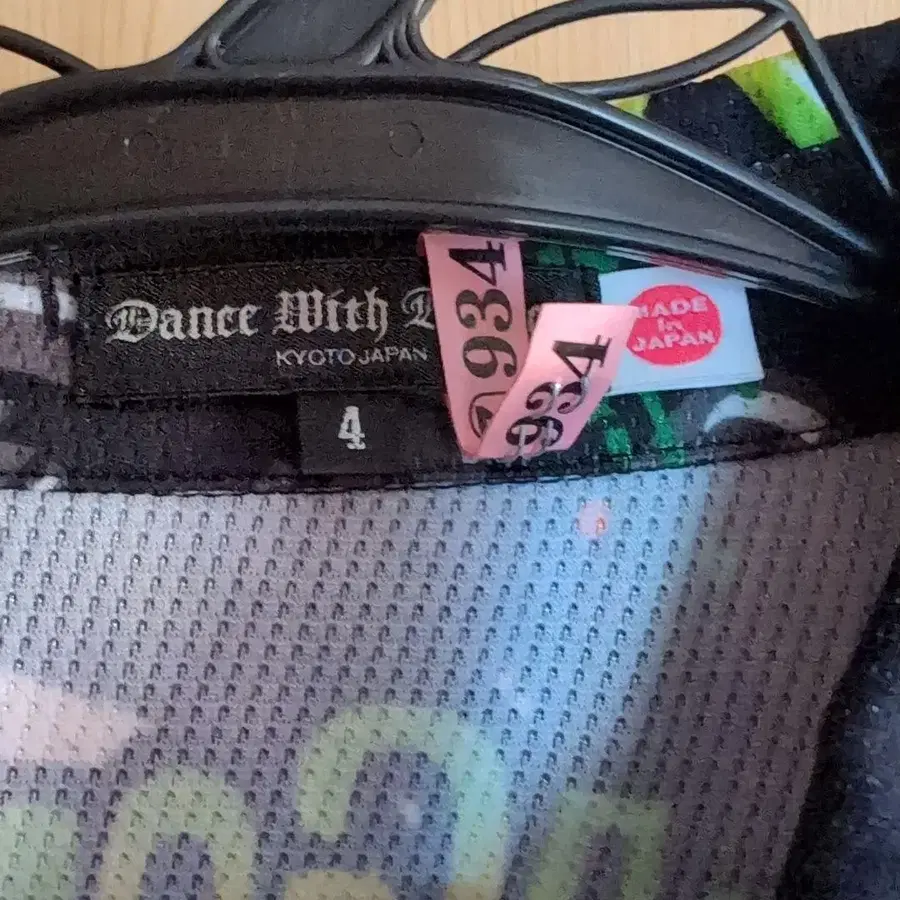 Dance With
KYOTO JAPAN
4
934
934
MADE
in
JAPAN